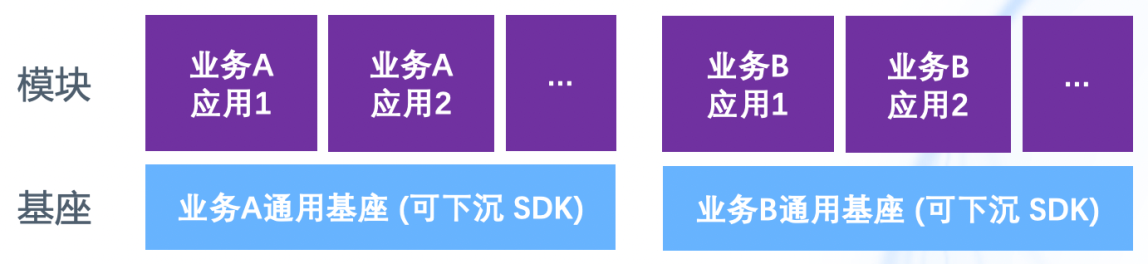 模块
业务A
应用1
业务A
应用2
...
业务B
应用1
业务B
应用2
...
基座
业务A通用基座 (可下沉 SDK)
业务B通用基座 (可下沉 SDK)